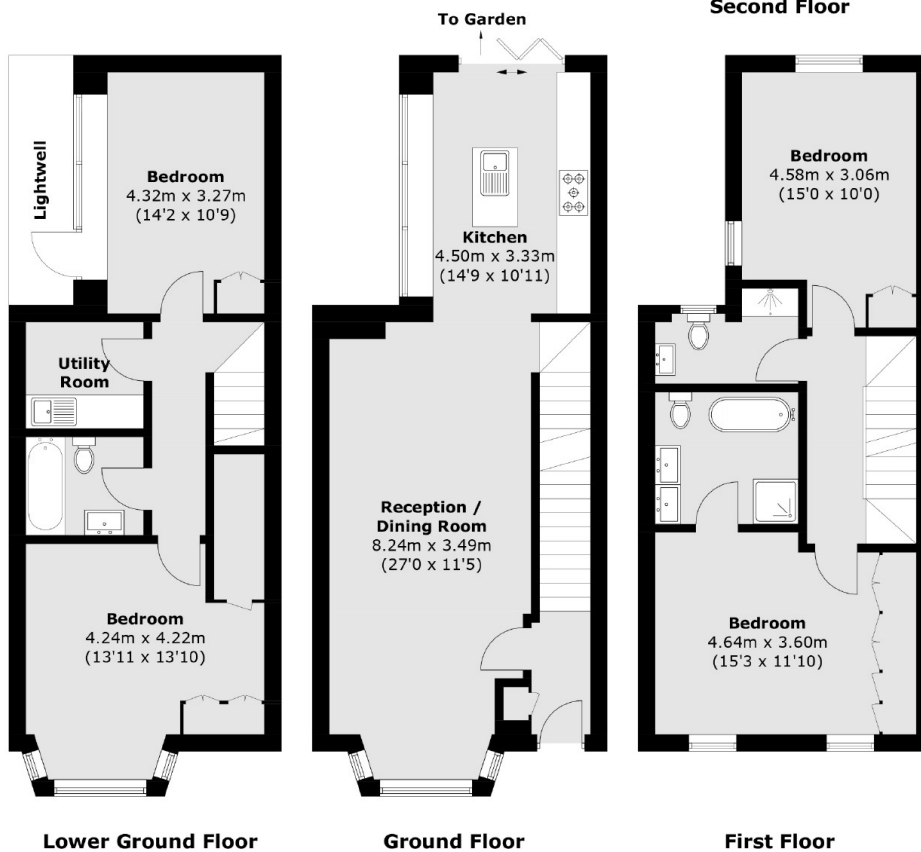 Second Floor
To Garden
Lightwell
Bedroom
4.32m x 3.27m
(14'2 x 10'9)
Utility
Room
Bedroom
4.24m x 4.22m
(13'11 x 13'10)
Kitchen
4.50m x 3.33m
(14'9 x 10'11)
Reception /
Dining Room
8.24m x 3.49m
(27'0 x 11'5)
Bedroom
4.58m x 3.06m
(15'0 x 10'0)
Bedroom
4.64m x 3.60m
(15'3 x 11'10)
Lower Ground Floor
Ground Floor
First Floor